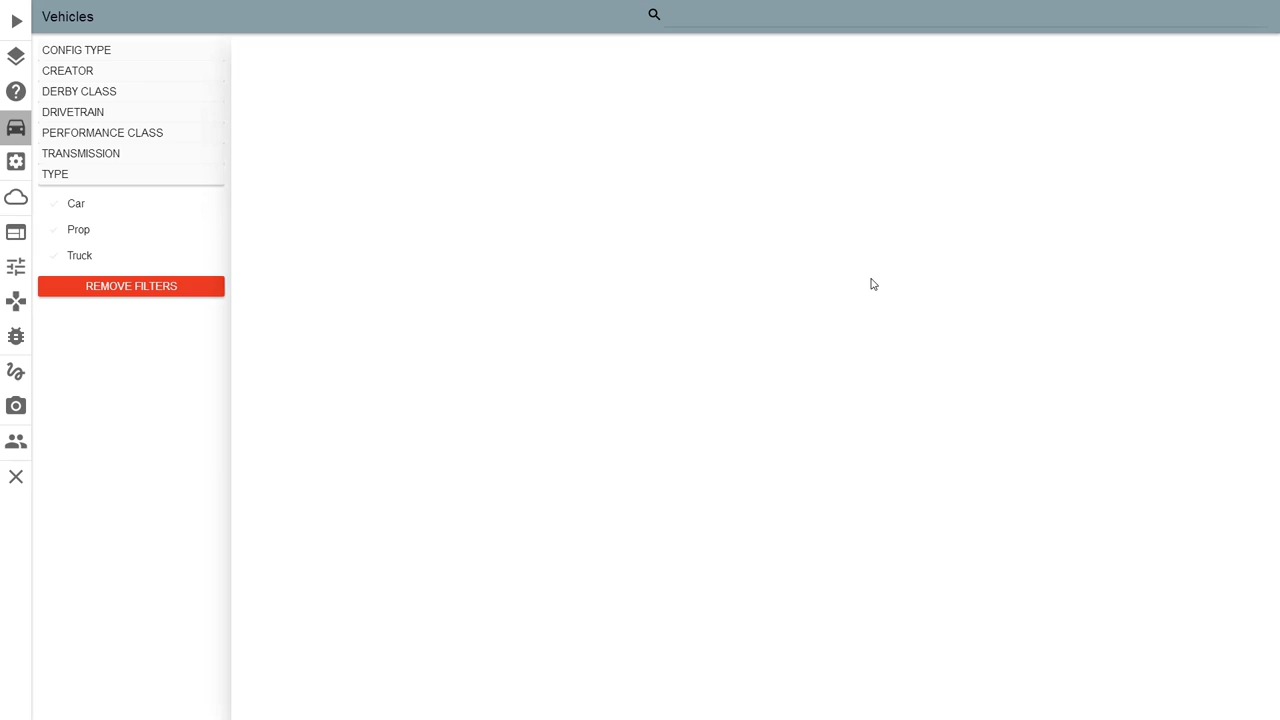 Vehicles
CONFIG TYPE
CREATOR
DERBY CLASS
DRIVETRAIN
PERFORMANCE CLASS
TRANSMISSION
TYPE
Car
Prop
Truck
REMOVE FILTERS